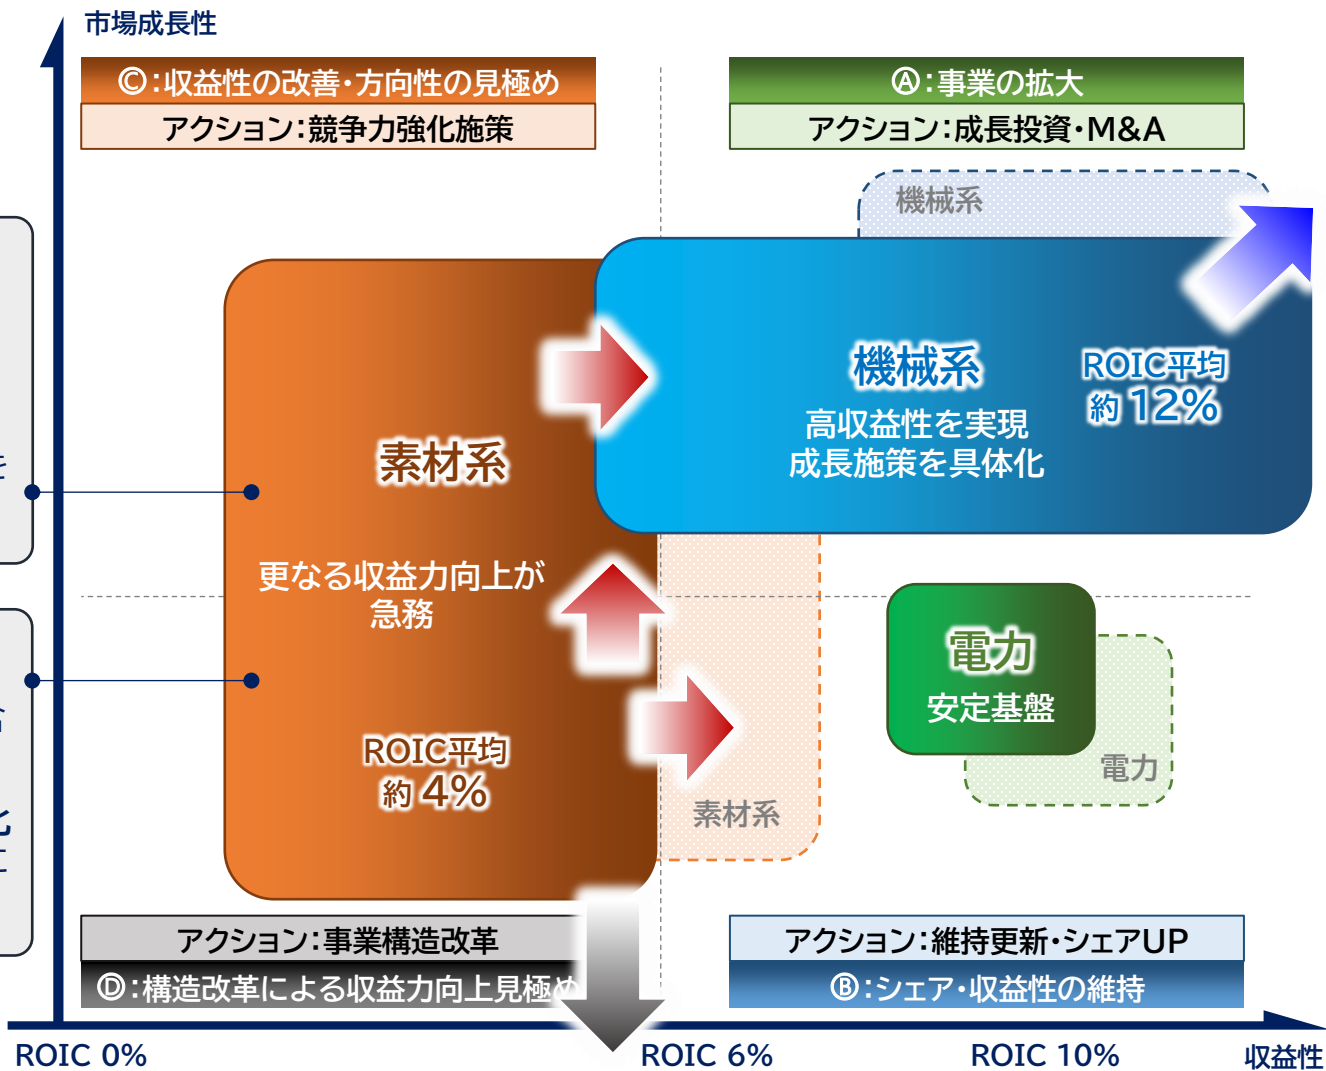 市場成長性
Ⓒ:収益性の改善・方向性の見極め
アクション:競争力強化施策
Ⓐ:事業の拡大
アクション:成長投資・M&A
機械系
機械系
高収益性を実現
成長施策を具体化
ROIC平均
約 12%
素材系
更なる収益力向上が
急務
ROIC平均
約 4%
素材系
電力
安定基盤
電力
を
化
に
アクション:事業構造改革
Ⓓ:構造改革による収益力向上見極め
アクション:維持更新・シェアUP
Ⓑ:シェア・収益性の維持
ROIC 0%
ROIC 6%
ROIC 10%
収益性